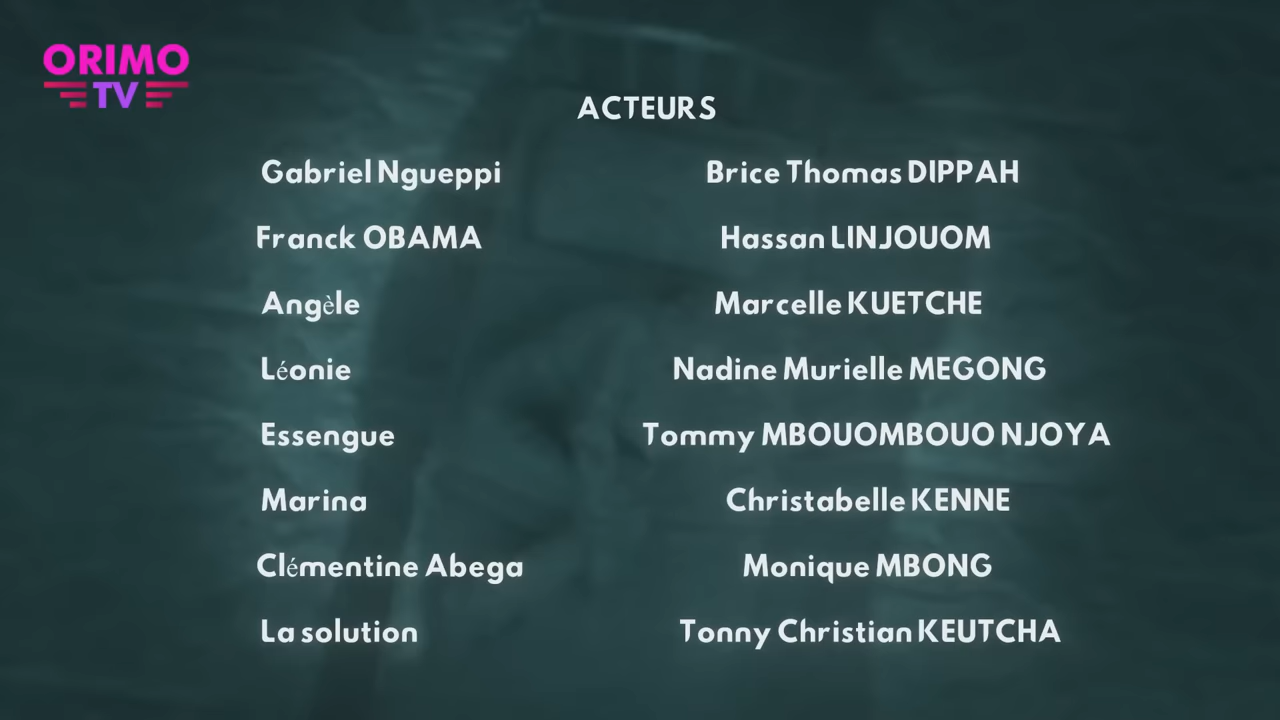 ORIMO
TV
ACTEURS
Gabriel Ngueppi Brice Thomas DIPPAH
Franck OBAMA Hassan LINJOUOM
Angèle Marcelle KUETCHE
Léonie Nadine Murielle MEGONG
Essengue Tommy MBOUOMBOUO NJOYA
Marina Christabelle KENNE
Clémentine Abega Monique MBONG
La solution Tonny Christian KEUTCHA